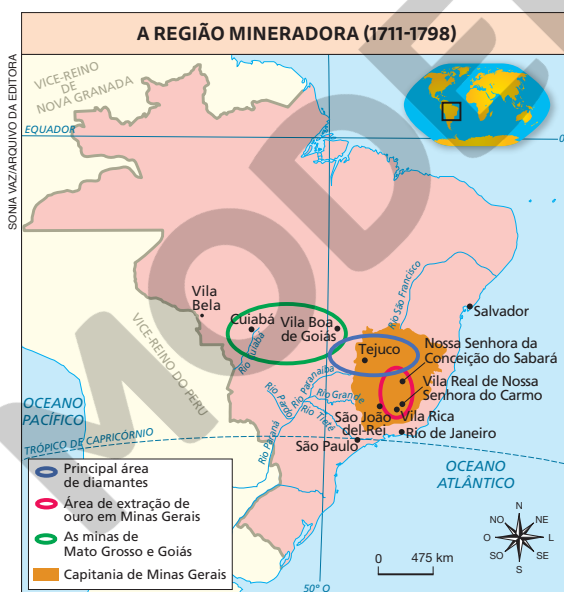 A REGIÃO MINERADORA (1711-1798)
SONIA VAZ/ARQUIVO DA EDITORA
VICE-REINO
DE
NOVA GRANADA
EQUADOR
0°
Rio São Francisco
Vila
Bela
Cuiabá
Vila Boa
de Goiás
Rio Cuiabá
Salvador
Tejuco
Nossa Senhora da
Conceição do Sabará
VICE-REINO DO PERU
Rio Paranaíba
Rio Grande
Rio Pardo
Rio Tietê
Rio Paraná
Vila Real de Nossa
Senhora do Carmo
São João
del-Rei
Vila Rica
Rio de Janeiro
São Paulo
OCEANO
PACÍFICO
TRÓPICO DE CAPRICÓRNIO
OCEANO
ATLÂNTICO
Principal área
de diamantes
Área de extração de
ouro em Minas Gerais
As minas de
Mato Grosso e Goiás
Capitania de Minas Gerais
N
NO
NE
O
L
SO
SE
S
0 475 km
50° O
MODE